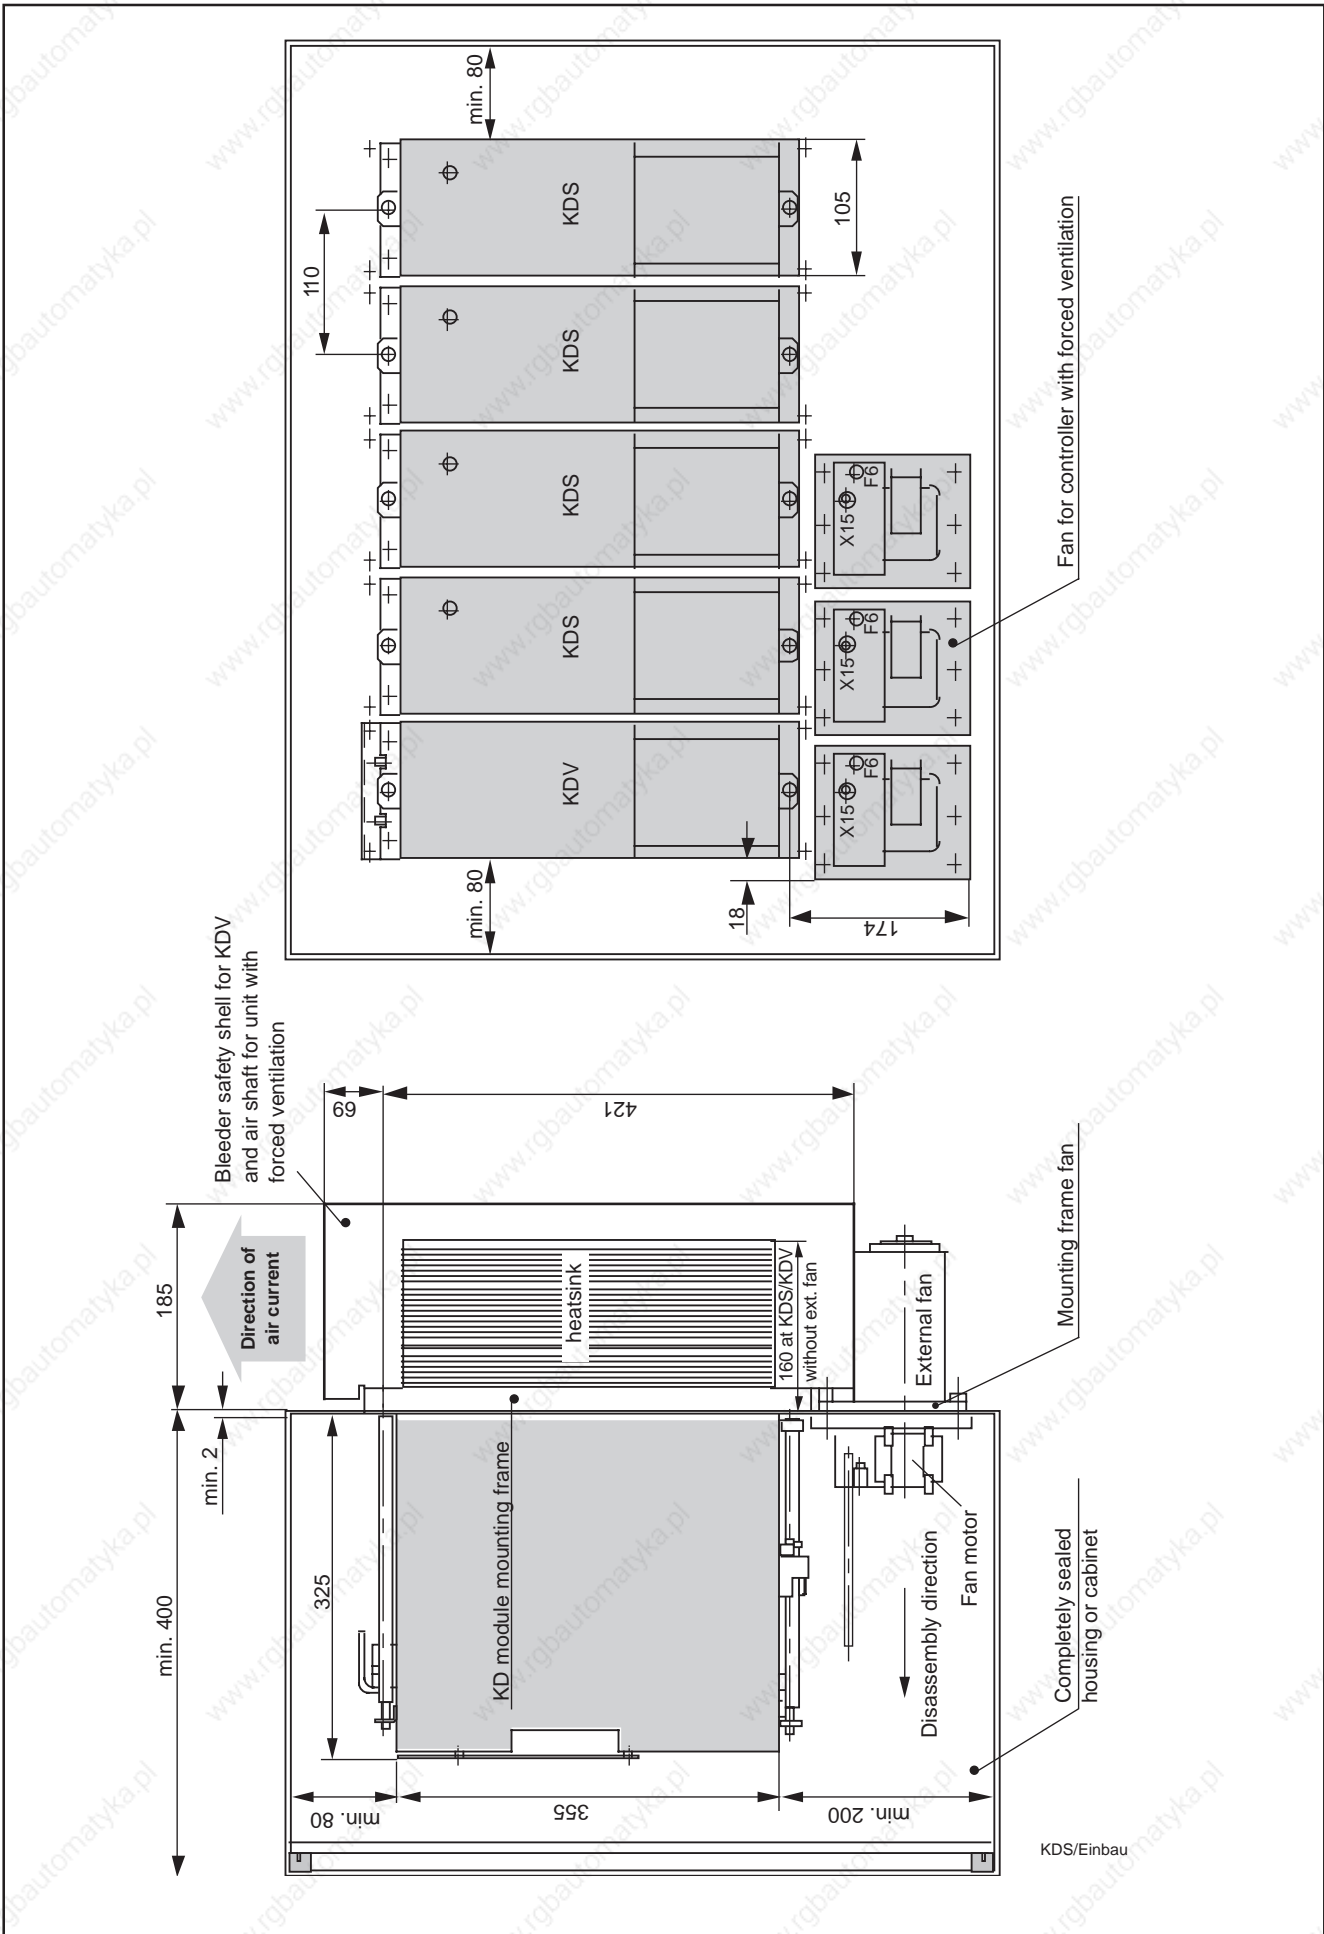 min. 80
KDS
105
110
KDS
KDS
KDS
KDV
X15
F6
X15
F6
X15
F6
Fan for controller with forced ventilation
min. 80
18
174
Bleeder safety shell for KDV
and air shaft for unit with
forced ventilation
69
421
185
Direction of
air current
heatsink
160 at KDS/KDV
without ext. fan
External fan
Mounting frame fan
min. 2
min. 400
325
KD module mounting frame
Disassembly direction
Fan motor
Completely sealed
housing or cabinet
min. 80
355
min. 200
KDS/Einbau
www.rgbautomatyka.pl